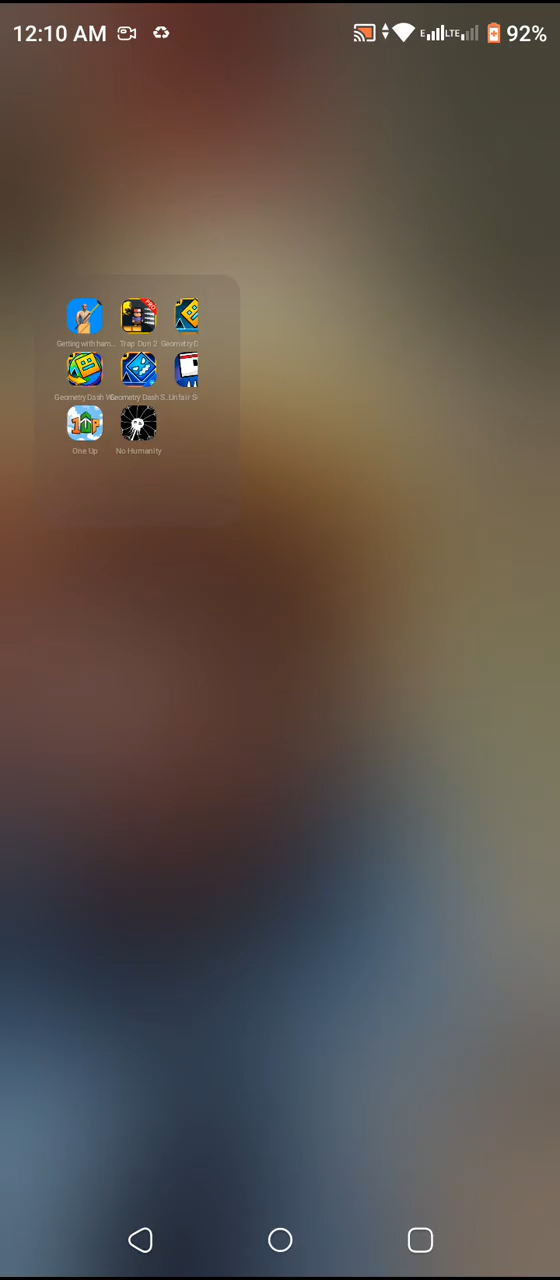 12:10 AM E LTE 92%
Getting with ham... Trap Dun 2 Geometry D
Geometry Dash W Geometry Dash S... Unfair S
One Up No Humanity